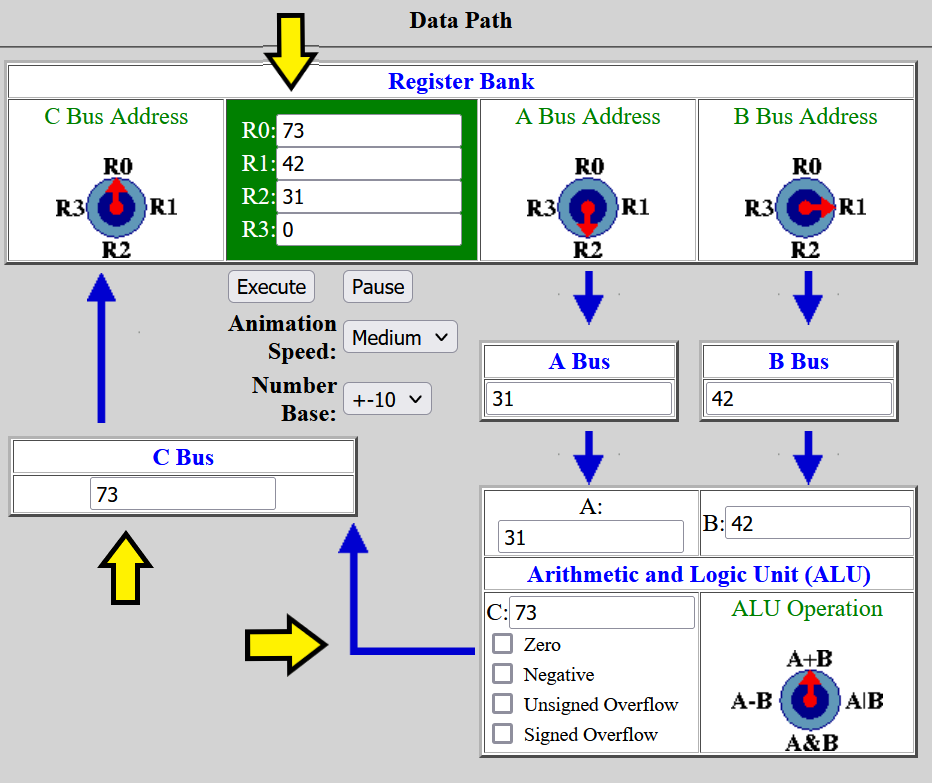 Data Path
Register Bank
C Bus Address
R0
R3
R1
R2
R0: 73
R1: 42
R2: 31
R3: 0
A Bus Address
R0
R3
R1
R2
B Bus Address
R0
R3
R1
R2
Execute
Pause
Animation
Speed:
Medium
Number
Base:
+-10
A Bus
31
B Bus
42
C Bus
73
A:
31
B: 42
Arithmetic and Logic Unit (ALU)
C: 73
Zero
Negative
Unsigned Overflow
Signed Overflow
ALU Operation
A+B
A-B
A|B
A&B